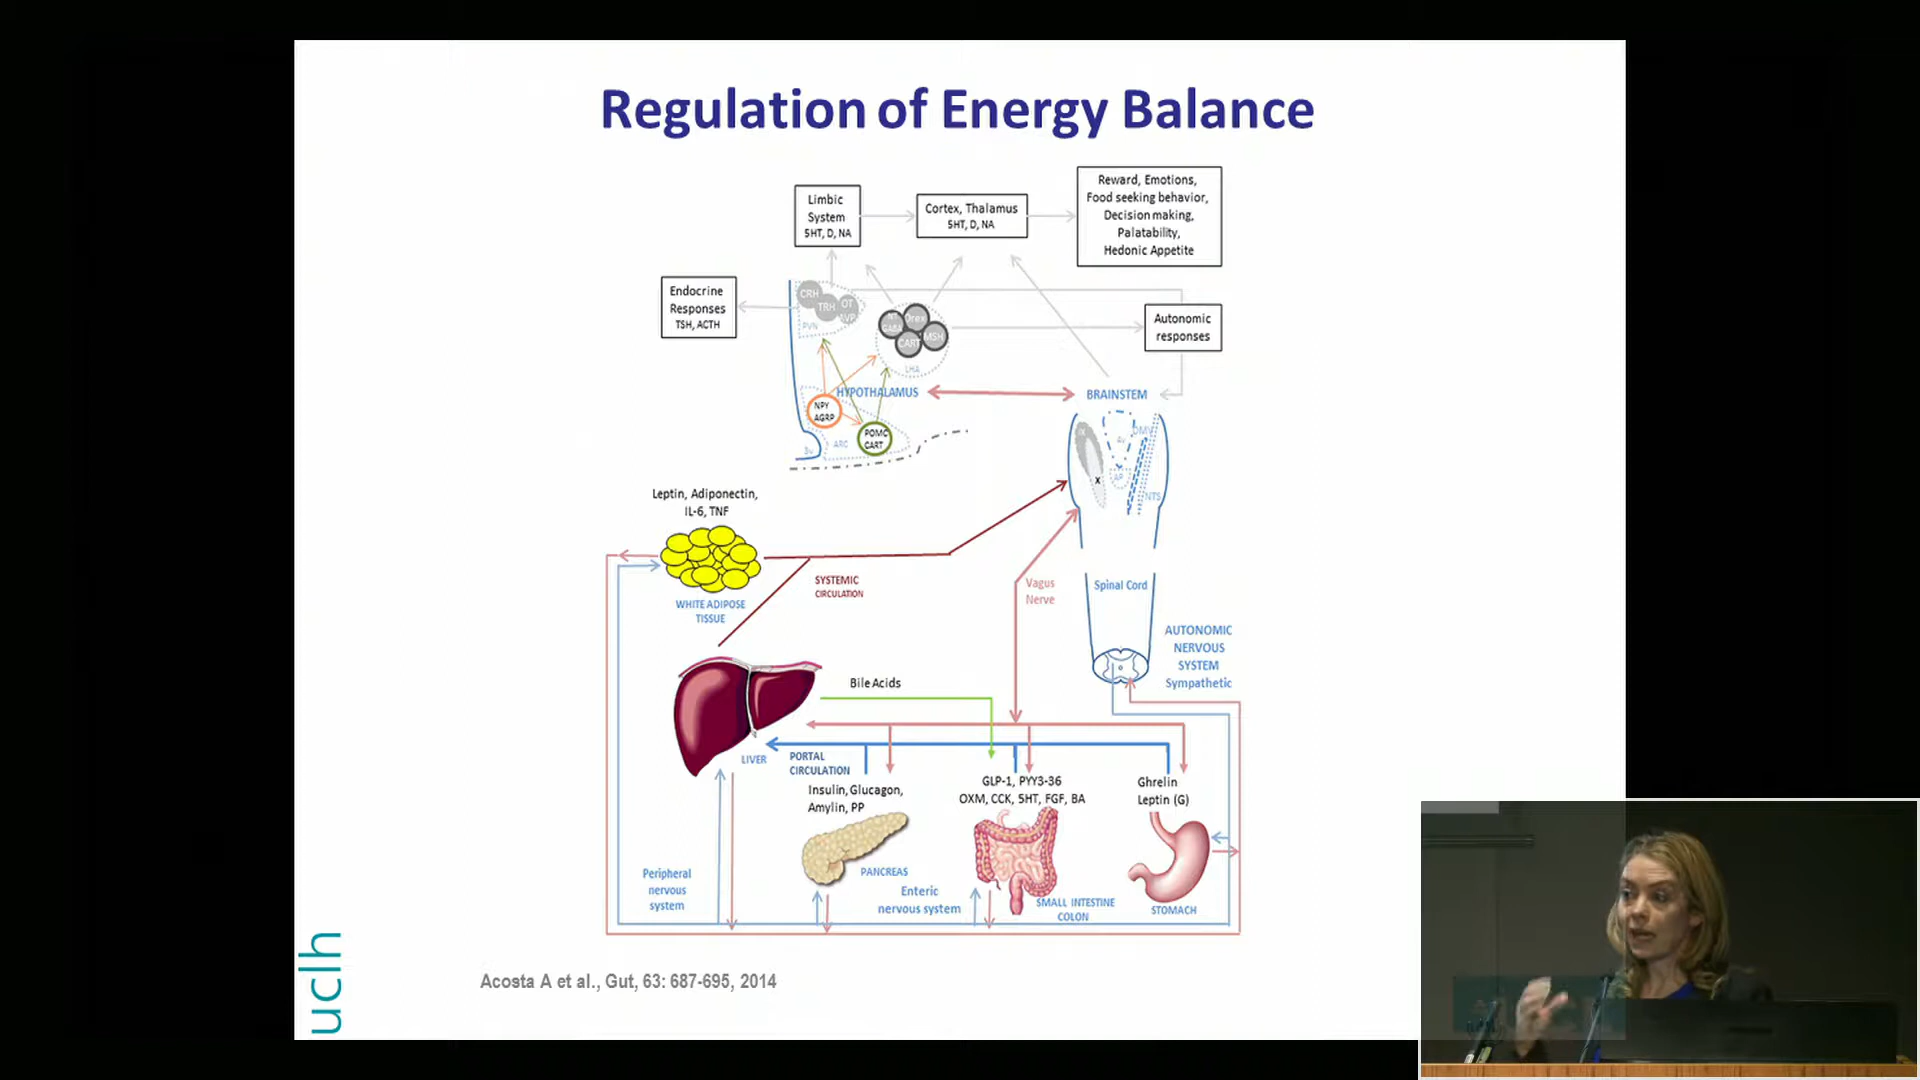 Regulation of Energy Balance
Limbic
System
5HT, D, NA
Cortex, Thalamus
5HT, D, NA
Reward, Emotions,
Food seeking behavior,
Decision making,
Palatability,
Hedonic Appetite
Endocrine
Responses
TSH, ACTH
CRH
TRH
OT
AVP
PVN
Orex
GABA
CART
MSH
LHA
Autonomic
responses
HYPOTHALAMUS
BRAINSTEM
NPY
AGRP
POMC
CART
ARC
DMV
AP
X
NTS
Leptin, Adiponectin,
IL-6, TNF
WHITE ADIPOSE
TISSUE
SYSTEMIC
CIRCULATION
Vagus
Nerve
Spinal Cord
AUTONOMIC
NERVOUS
SYSTEM
Sympathetic
Bile Acids
LIVER
PORTAL
CIRCULATION
Insulin, Glucagon,
Amylin, PP
GLP-1, PYY3-36
OXM, CCK, 5HT, FGF, BA
Ghrelin
Leptin (G)
PANCREAS
Peripheral
nervous
system
Enteric
nervous system
SMALL INTESTINE
COLON
STOMACH
Acosta A et al., Gut, 63: 687-695, 2014
uclh